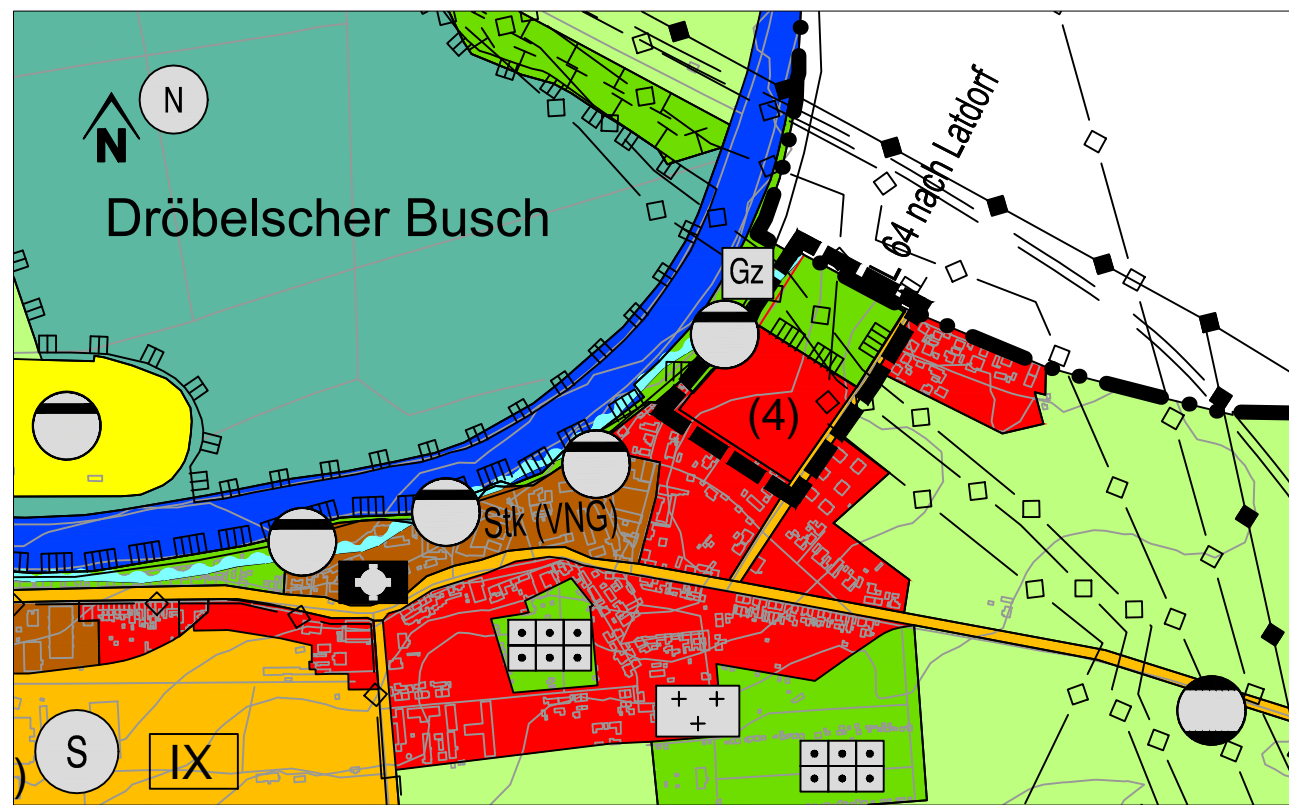 N
N
Dröbelscher Busch
L 64 nach Latdorf
Gz
(4)
Stk (VNG)
S
IX
)